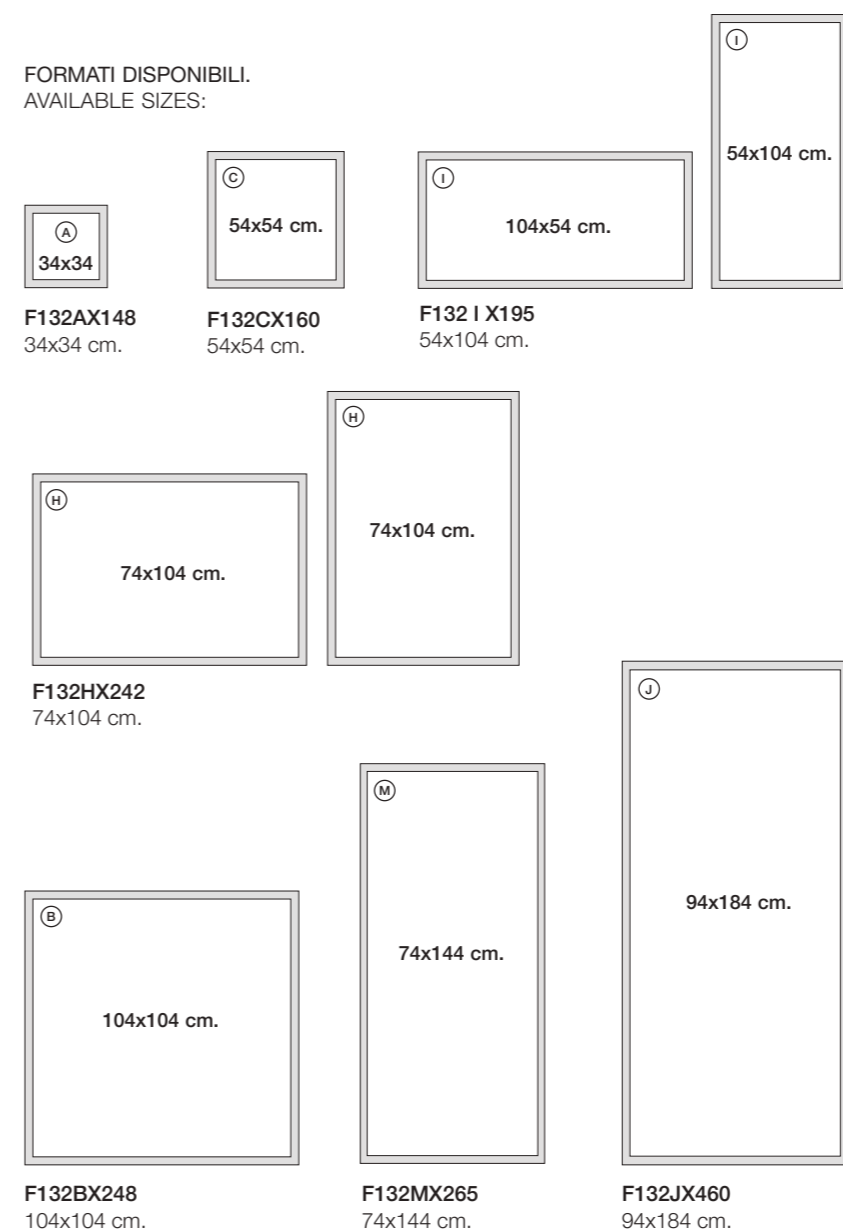 FORMATI DISPONIBILI.
AVAILABLE SIZES:
A
34x34
F132AX148
34x34 cm.
C
54x54 cm.
F132CX160
54x54 cm.
I
104x54 cm.
F132 I X195
54x104 cm.
I
54x104 cm.
H
74x104 cm.
F132HX242
74x104 cm.
H
74x104 cm.
B
104x104 cm.
F132BX248
104x104 cm.
M
74x144 cm.
F132MX265
74x144 cm.
J
94x184 cm.
F132JX460
94x184 cm.